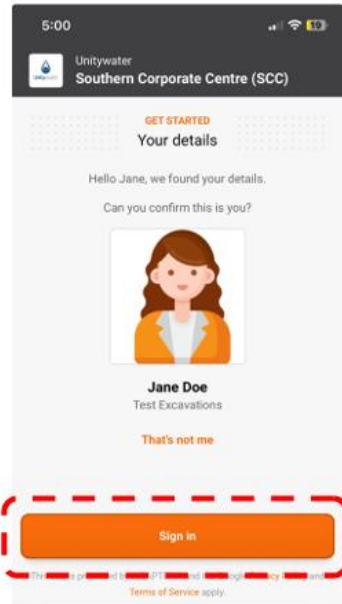 5:00
19
Unitywater
Southern Corporate Centre (SCC)
GET STARTED
Your details
Hello Jane, we found your details.
Can you confirm this is you?
Jane Doe
Test Excavations
That's not me
Sign in
Terms of Service apply.